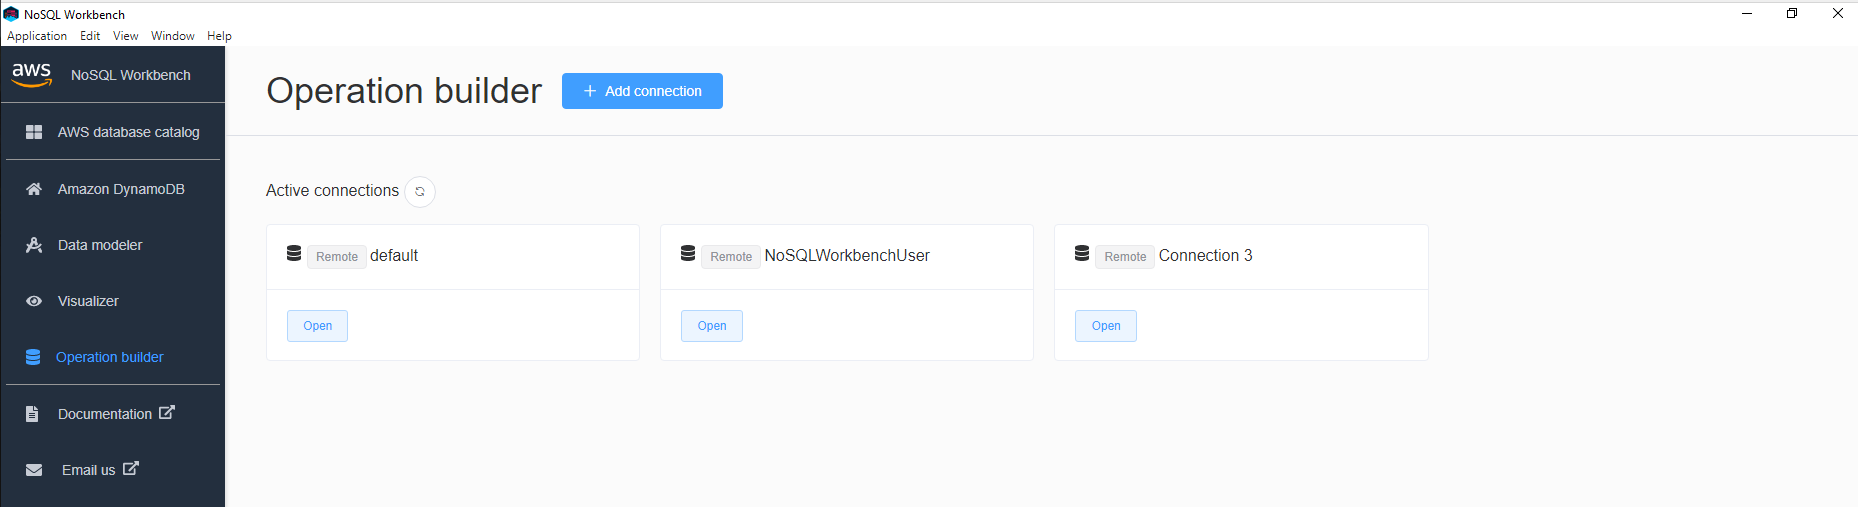 NoSQL Workbench
Application Edit View Window Help
aws NoSQL Workbench
AWS database catalog
Amazon DynamoDB
Data modeler
Visualizer
Operation builder
Documentation
Email us
Operation builder
Add connection
Active connections
Remote default
Open
Remote NoSQLWorkbenchUser
Open
Remote Connection 3
Open